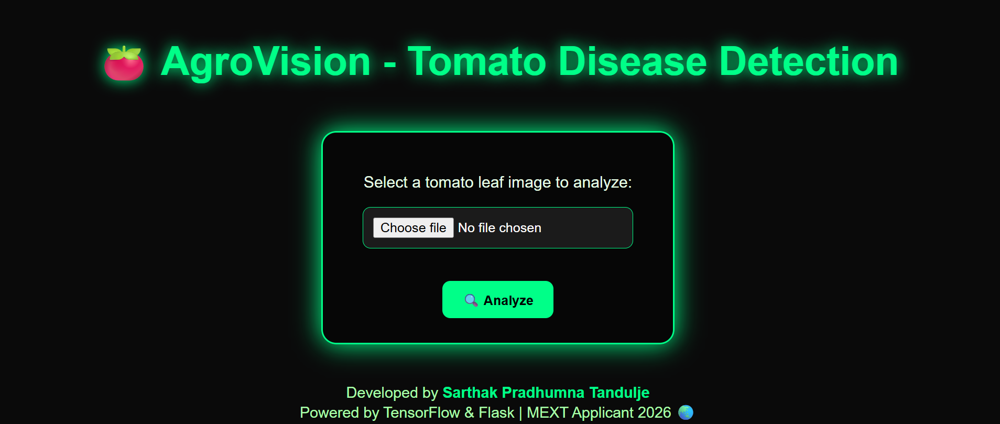 AgroVision - Tomato Disease Detection
Select a tomato leaf image to analyze:
Choose file No file chosen
Analyze
Developed by Sarthak Pradhumna Tandulje
Powered by TensorFlow & Flask | MEXT Applicant 2026